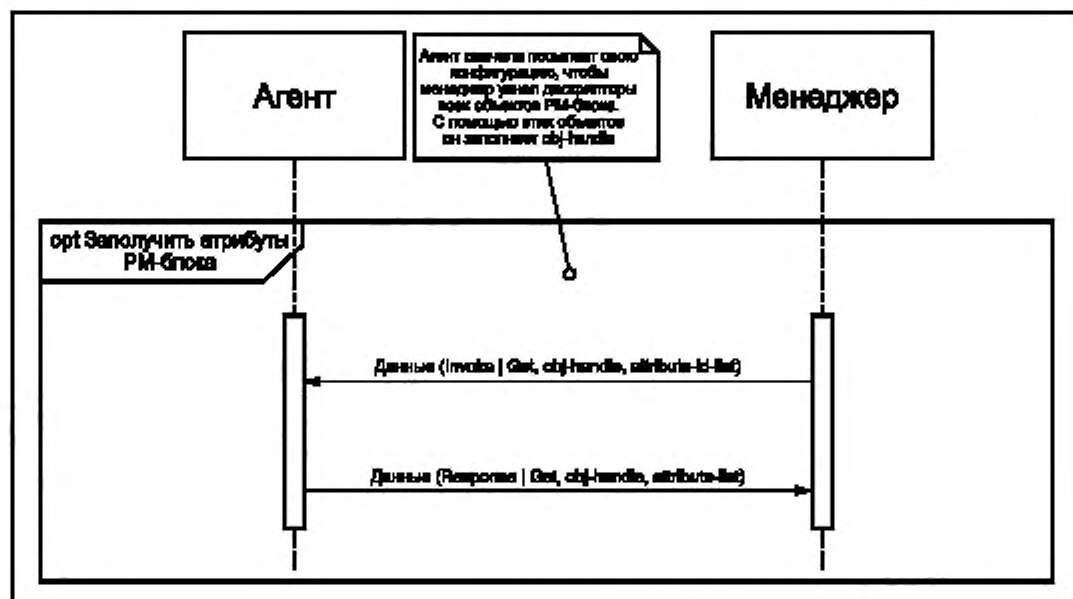 Агент
Агент сначала посылает свою
конфигурацию, чтобы
менеджер узнал дескрипторы
всех объектов PM-блока.
С помощью этих объектов
он заполняет obj-handle
Менеджер
opt Заполучить атрибуты
PM-блока
Данные (Invoke | Get, obj-handle, attribute-id-list)
Данные (Response | Get, obj-handle, attribute-list)